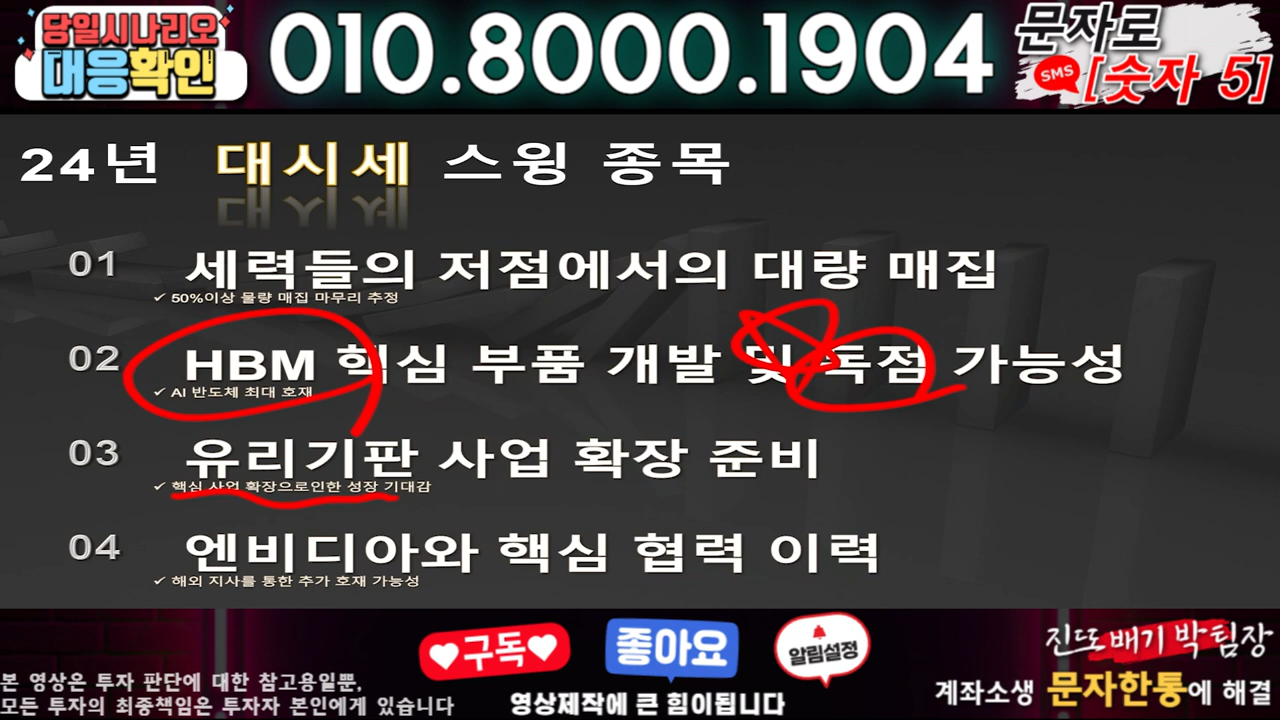 당일시나리오
대응확인
010.8000.1904
문자로
SMS
[숫자 5]
24년 대시세 스윙 종목
01 세력들의 저점에서의 대량 매집
✓ 50%이상 물량 매집 마무리 추정
02 HBM 핵심 부품 개발 및 독점 가능성
✓ AI 반도체 최대 호재
03 유리기판 사업 확장 준비
✓ 핵심 사업 확장으로인한 성장 기대감
04 엔비디아와 핵심 협력 이력
✓ 해외 지사를 통한 추가 호재 가능성
구독
좋아요
알림설정
영상제작에 큰 힘이됩니다
본 영상은 투자 판단에 대한 참고용일뿐,
모든 투자의 최종책임은 투자자 본인에게 있습니다
진또배기 박팀장
계좌소생 문자한통에 해결